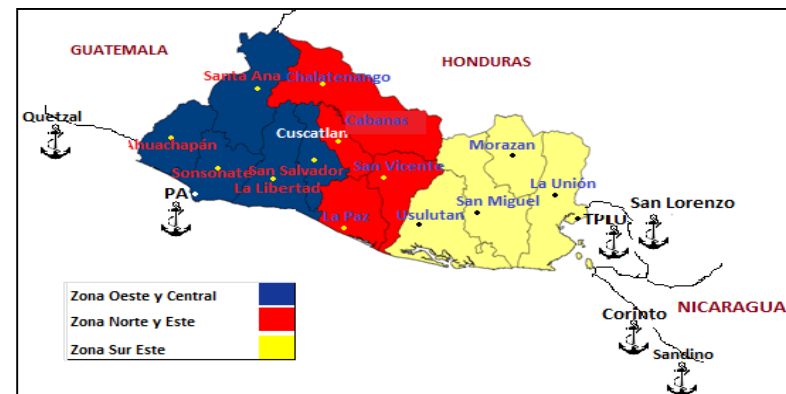 GUATEMALA
HONDURAS
Santa Ana
Chalatenango
Quetzal
Cabanas
Cuscatlan
Ahuachapán
Morazan
Sonsonate
San Salvador
San Vicente
La Libertad
La Unión
PA
San Miguel
San Lorenzo
La Paz
Usulutan
TPLU
Zona Oeste y Central
Zona Norte y Este
Zona Sur Este
NICARAGUA
Corinto
Sandino